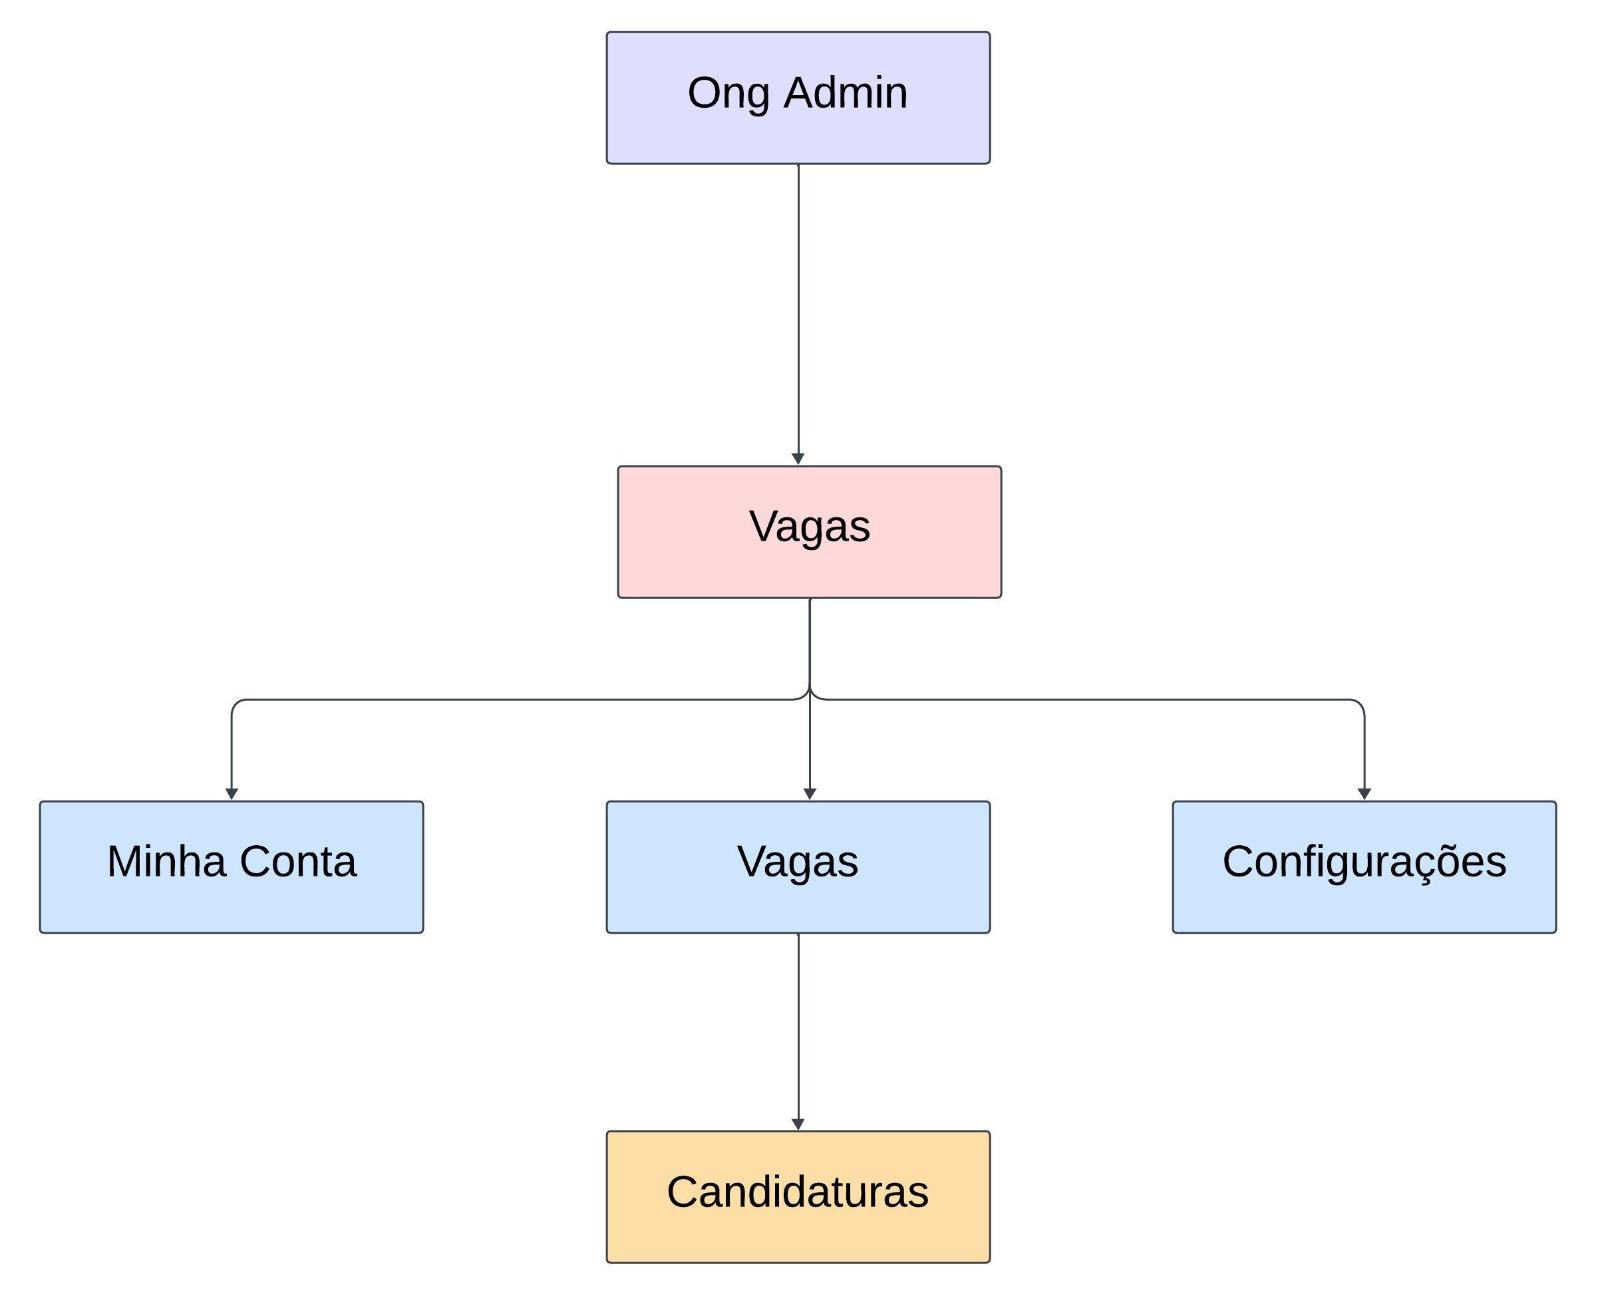 Ong Admin
Vagas
Minha Conta
Vagas
Configurações
Candidaturas